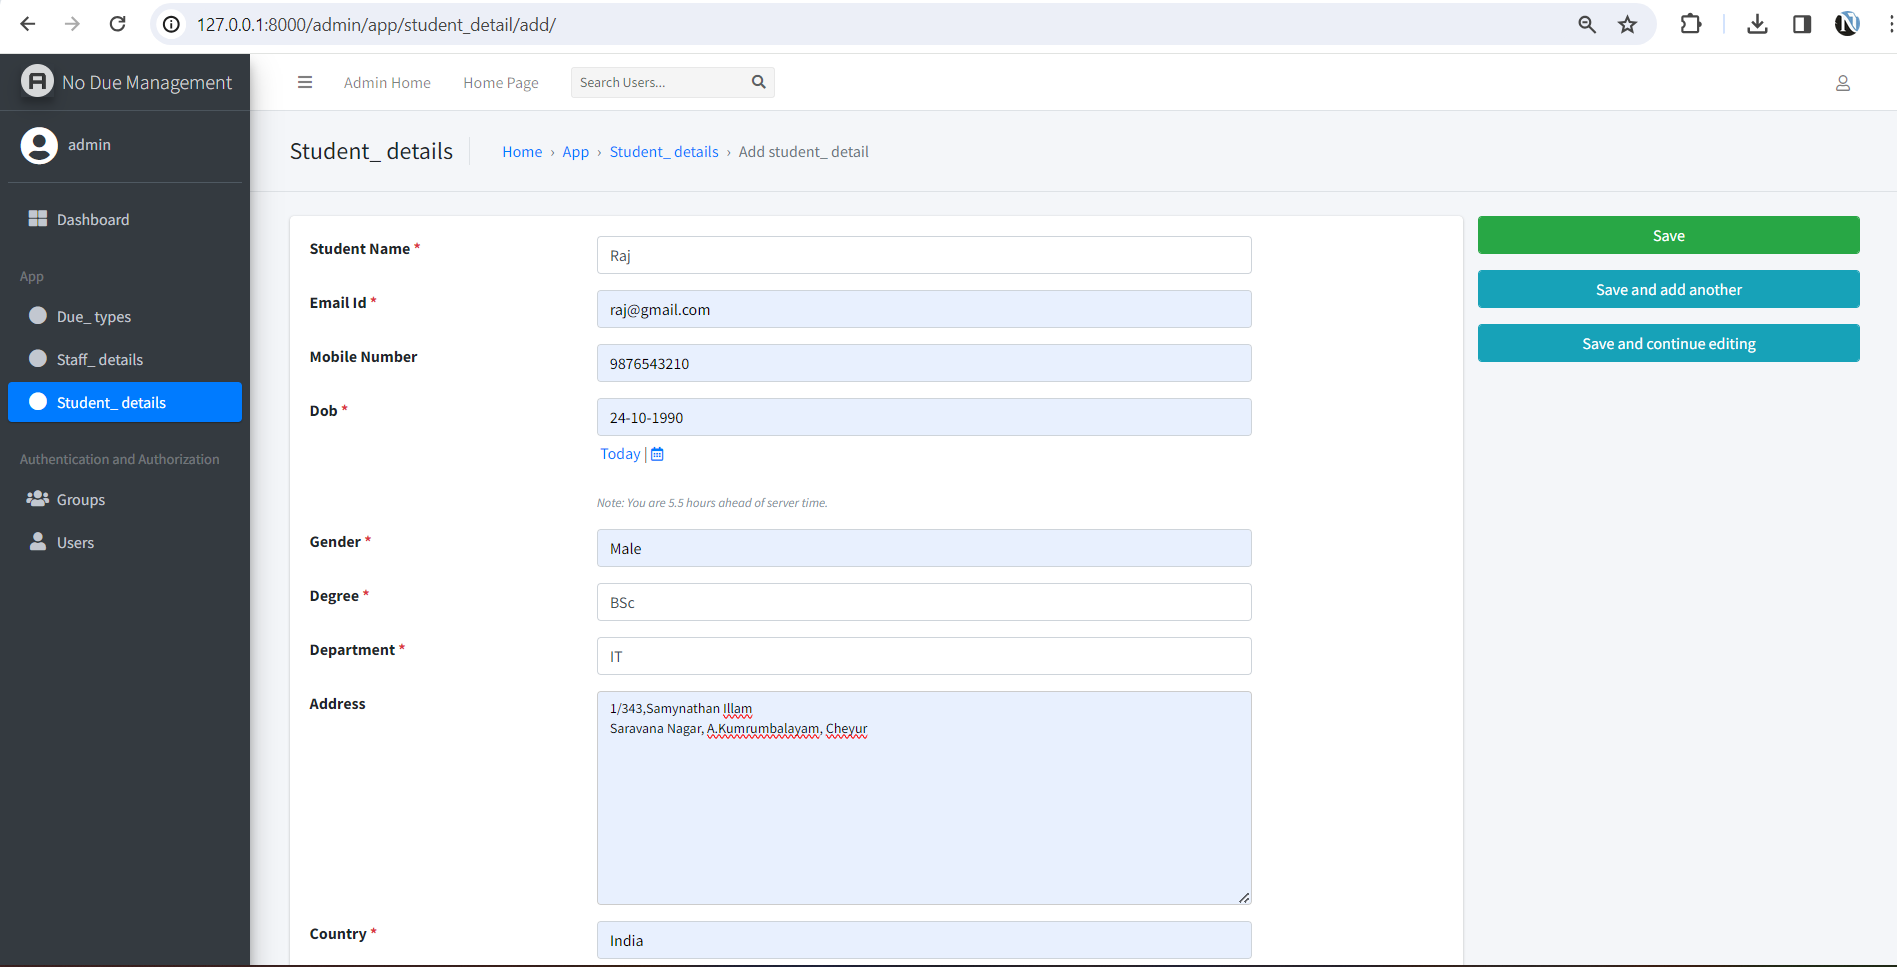 127.0.0.1:8000/admin/app/student_detail/add/
No Due Management
Admin Home
Home Page
Search Users...
admin
Student_ details
Home › App › Student_ details › Add student_ detail
Dashboard
App
Due_ types
Staff_ details
Student_ details
Authentication and Authorization
Groups
Users
Student Name *
Raj
Email Id *
raj@gmail.com
Mobile Number
9876543210
Dob *
24-10-1990
Today |
Note: You are 5.5 hours ahead of server time.
Gender *
Male
Degree *
BSc
Department *
IT
Address
1/343,Samynathan Illam
Saravana Nagar, A.Kumrumbalayam, Cheyur
Country *
India
Save
Save and add another
Save and continue editing